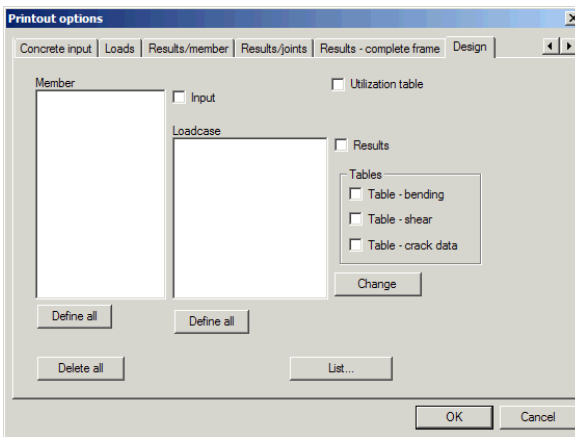 Printout options
Concrete input Loads Results/member Results/joints Results - complete frame Design
Member
Input
Utilization table
Loadcase
Results
Tables
Table - bending
Table - shear
Table - crack data
Change
Define all
Define all
Delete all
List...
OK
Cancel